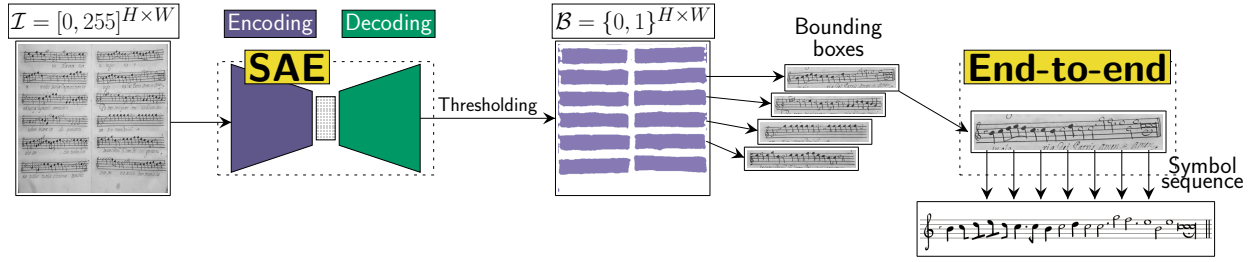 𝓘 = [0, 255]^{H×W}
Encoding
Decoding
SAE
Thresholding
𝓑 = {0, 1}^{H×W}
Bounding
boxes
End-to-end
Symbol
sequence